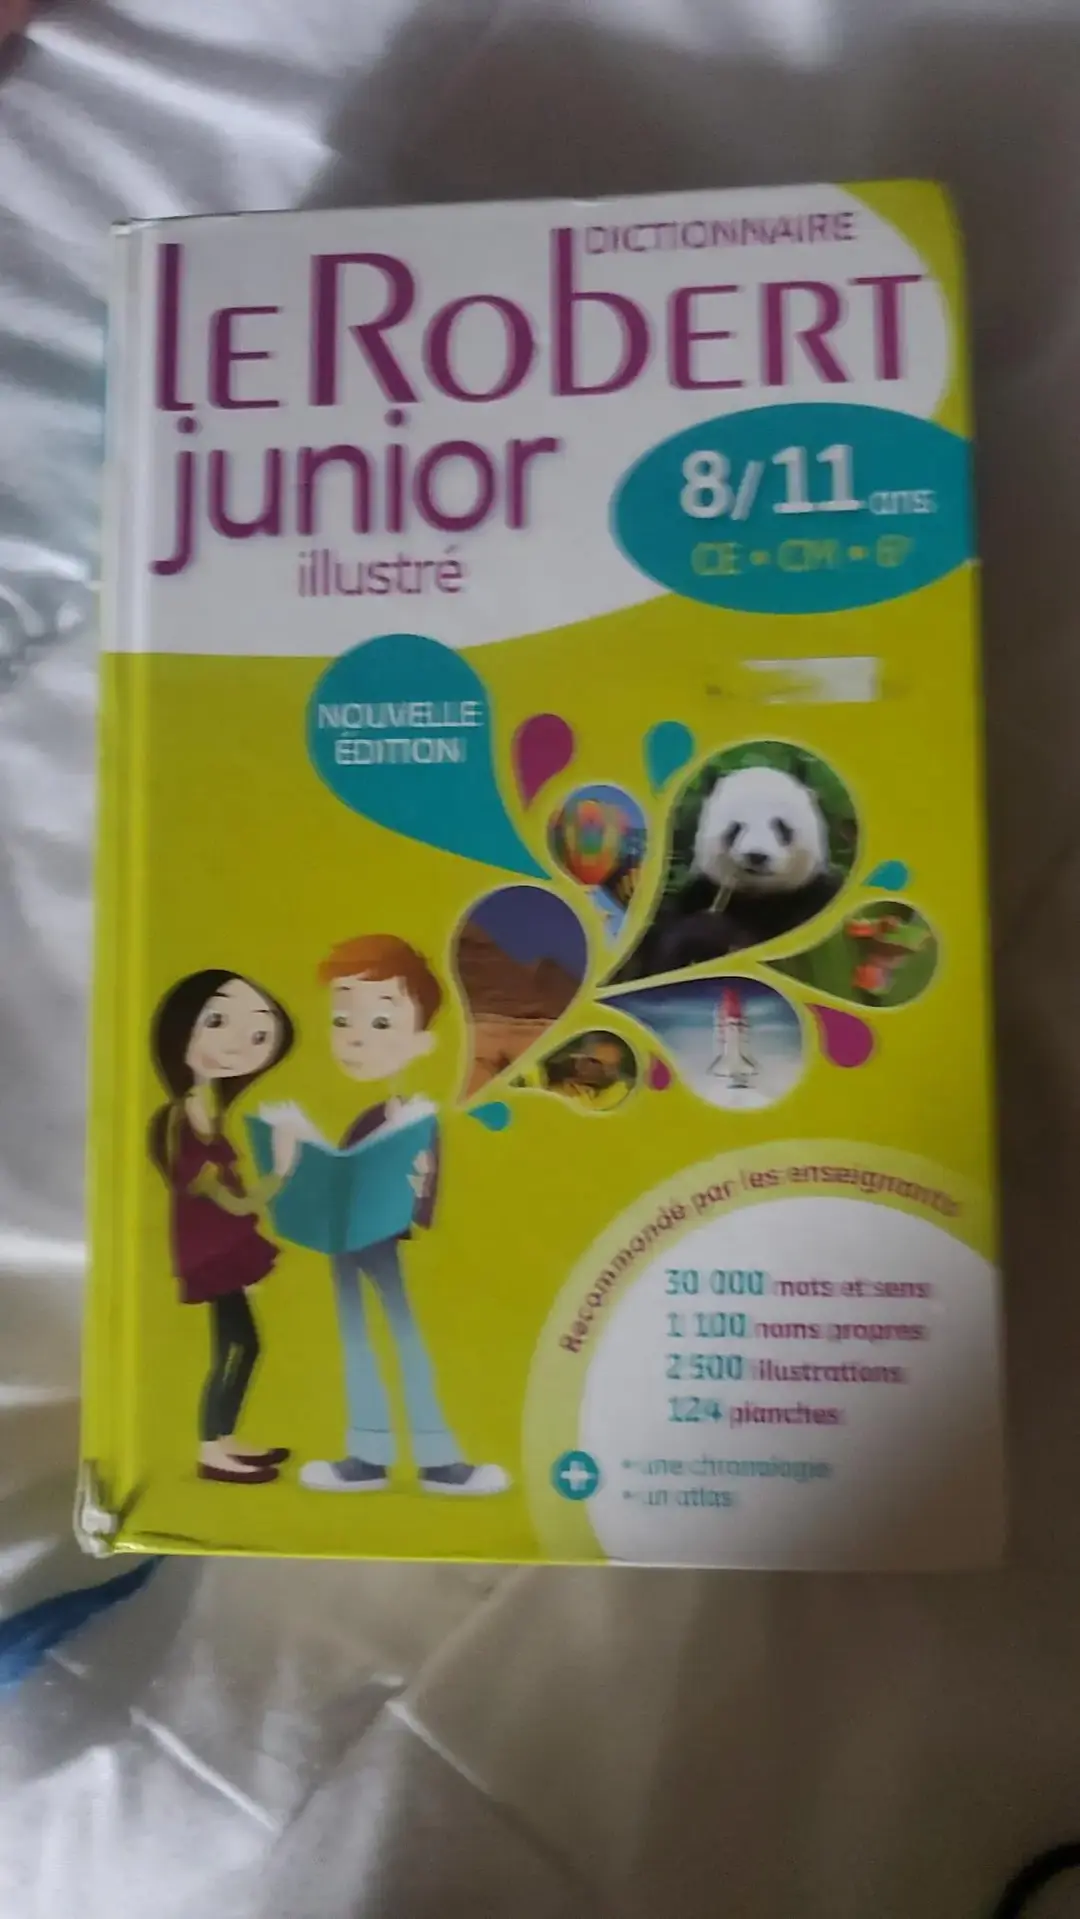 DICTIONNAIRE
le Robert
junior
illustré
8/11 ans
CE • CM • 6e
NOUVELLE
ÉDITION
Recommandé par les enseignants
30 000 mots et sens
1 100 noms propres
2 500 illustrations
124 planches
+ • une chronologie
• un atlas